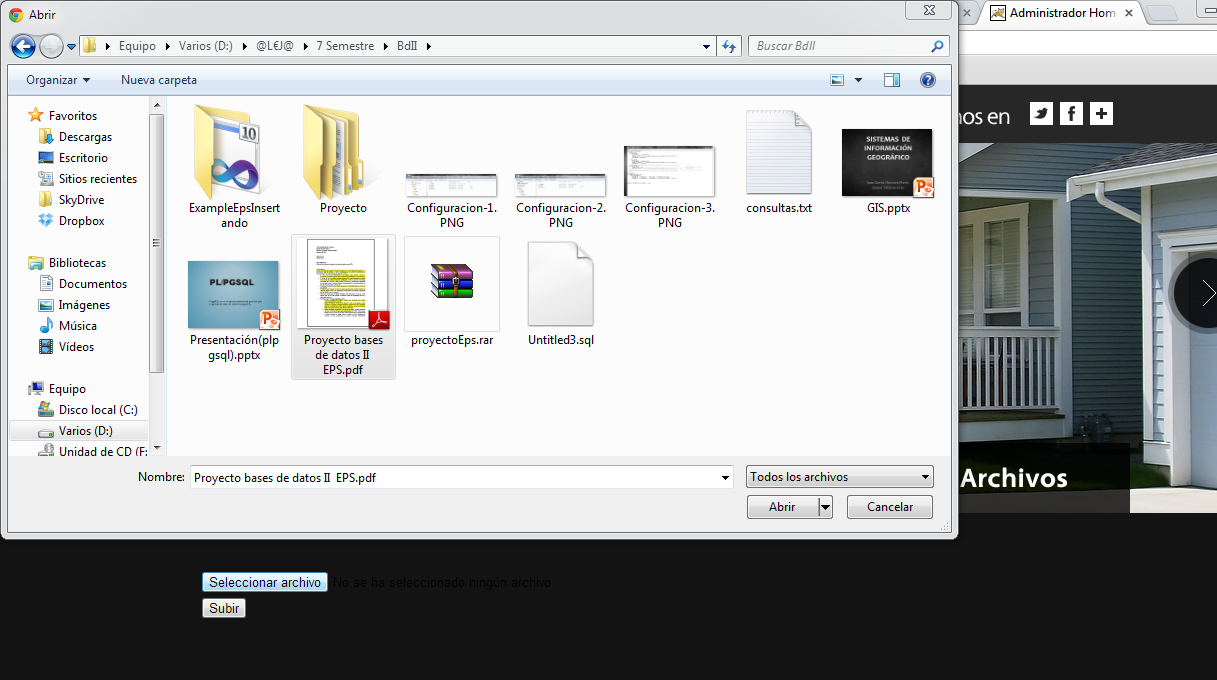 Abrir
Administrador Hom
Equipo
Varios (D:)
@L€J@
7 Semestre
BdII
Buscar BdII
Organizar
Nueva carpeta
Favoritos
Descargas
Escritorio
Sitios recientes
SkyDrive
Dropbox
Bibliotecas
Documentos
Imágenes
Música
Vídeos
Equipo
Disco local (C:)
Varios (D:)
Unidad de CD (F:
10
ExampleEpsInsert
ando
Proyecto
Configuracion-1.
PNG
Configuracion-2.
PNG
Configuracion-3.
PNG
consultas.txt
SISTEMAS DE
INFORMACIÓN
GEOGRÁFICO
GIS.pptx
PL/PGSQL
Presentación(plp
gsql).pptx
Proyecto bases
de datos II
EPS.pdf
proyectoEps.rar
Untitled3.sql
Nombre:
Proyecto bases de datos II  EPS.pdf
Todos los archivos
Abrir
Cancelar
nos en
Archivos
Seleccionar archivo
No se ha seleccionado ningún archivo
Subir